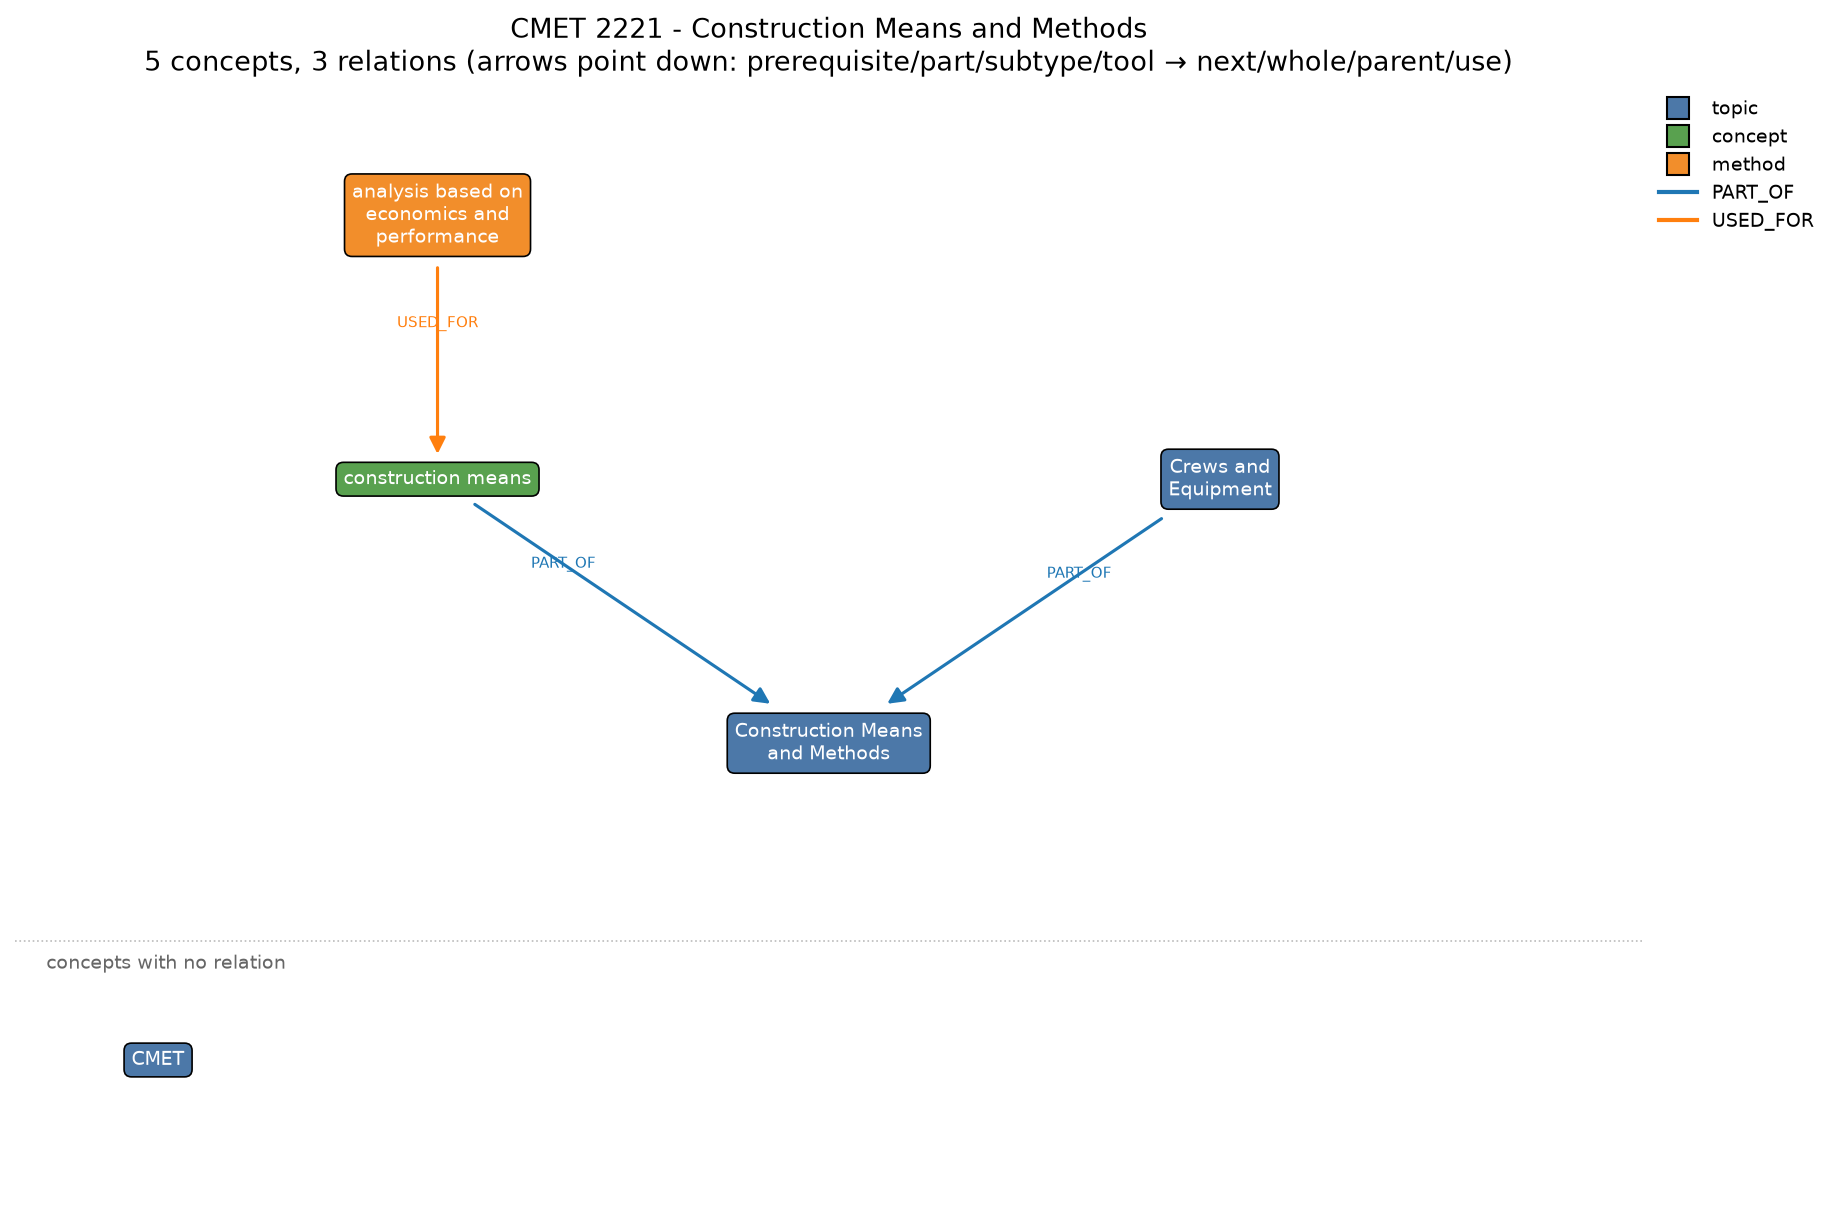 CMET 2221 - Construction Means and Methods
5 concepts, 3 relations (arrows point down: prerequisite/part/subtype/tool → next/whole/parent/use)
topic
concept
method
PART_OF
USED_FOR
analysis based on
economics and
performance
USED_FOR
construction means
Crews and
Equipment
PART_OF
PART_OF
Construction Means
and Methods
concepts with no relation
CMET